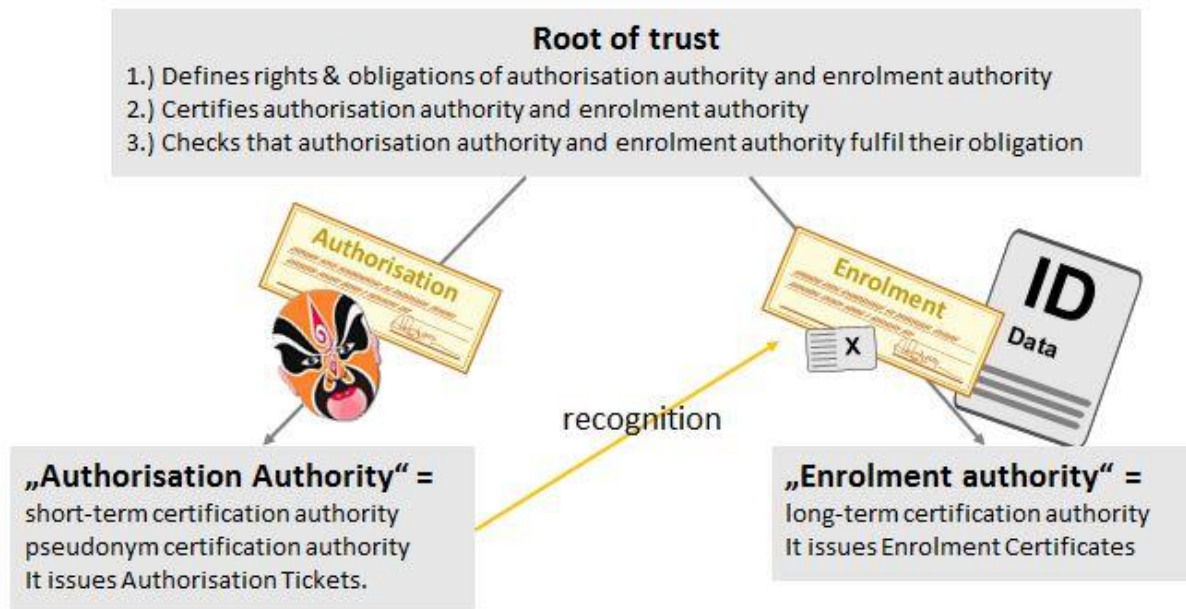 Root of trust
1.) Defines rights & obligations of authorisation authority and enrolment authority
2.) Certifies authorisation authority and enrolment authority
3.) Checks that authorisation authority and enrolment authority fulfil their obligation
Authorisation
Enrolment
ID
Data
X
recognition
„Authorisation Authority“ =
short-term certification authority
pseudonym certification authority
It issues Authorisation Tickets.
„Enrolment authority“ =
long-term certification authority
It issues Enrolment Certificates